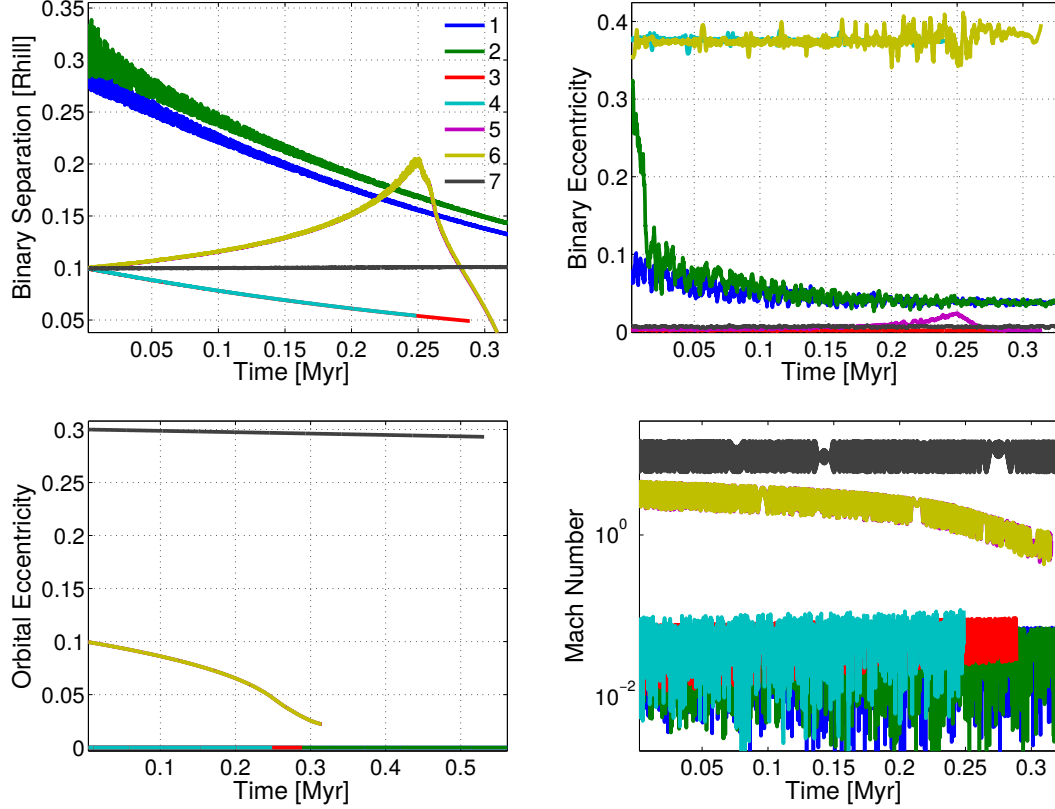 0.35
0.3
0.25
0.2
0.15
0.1
0.05
Binary Separation [Rhill]
1
2
3
4
5
6
7
0.05 0.1 0.15 0.2 0.25 0.3
Time [Myr]
0.4
0.3
0.2
0.1
0
Binary Eccentricity
0.05 0.1 0.15 0.2 0.25 0.3
Time [Myr]
0.3
0.25
0.2
0.15
0.1
0.05
0
Orbital Eccentricity
0.1 0.2 0.3 0.4 0.5
Time [Myr]
10^0
10^-2
Mach Number
0.05 0.1 0.15 0.2 0.25 0.3
Time [Myr]